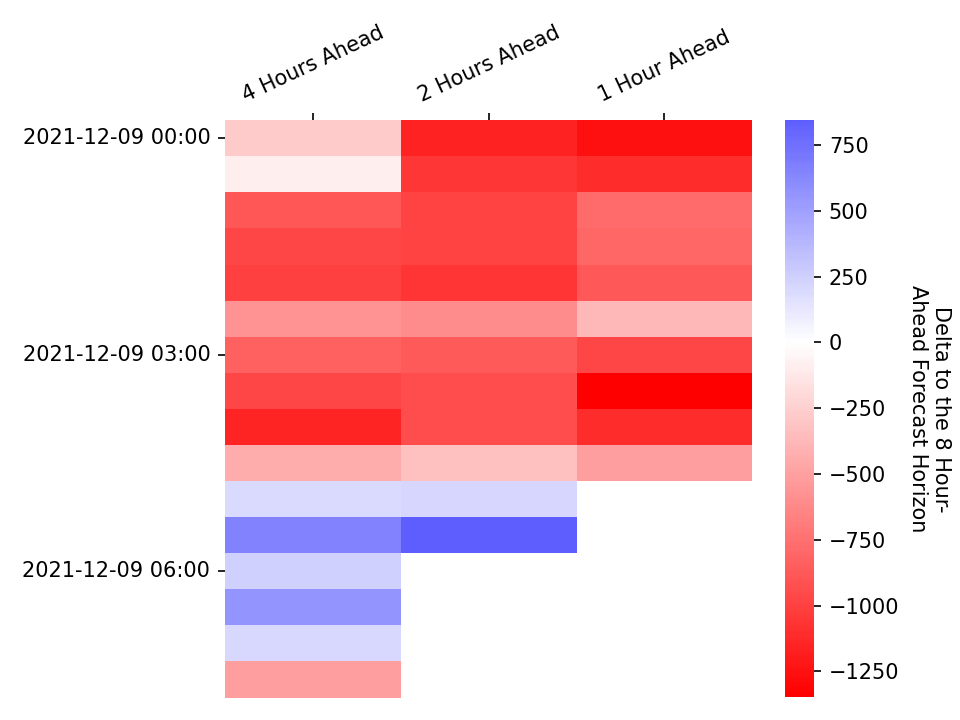 4 Hours Ahead
2 Hours Ahead
1 Hour Ahead
2021-12-09 00:00
2021-12-09 03:00
2021-12-09 06:00
750
500
250
0
−250
−500
−750
−1000
−1250
Delta to the 8 Hour-
Ahead Forecast Horizon